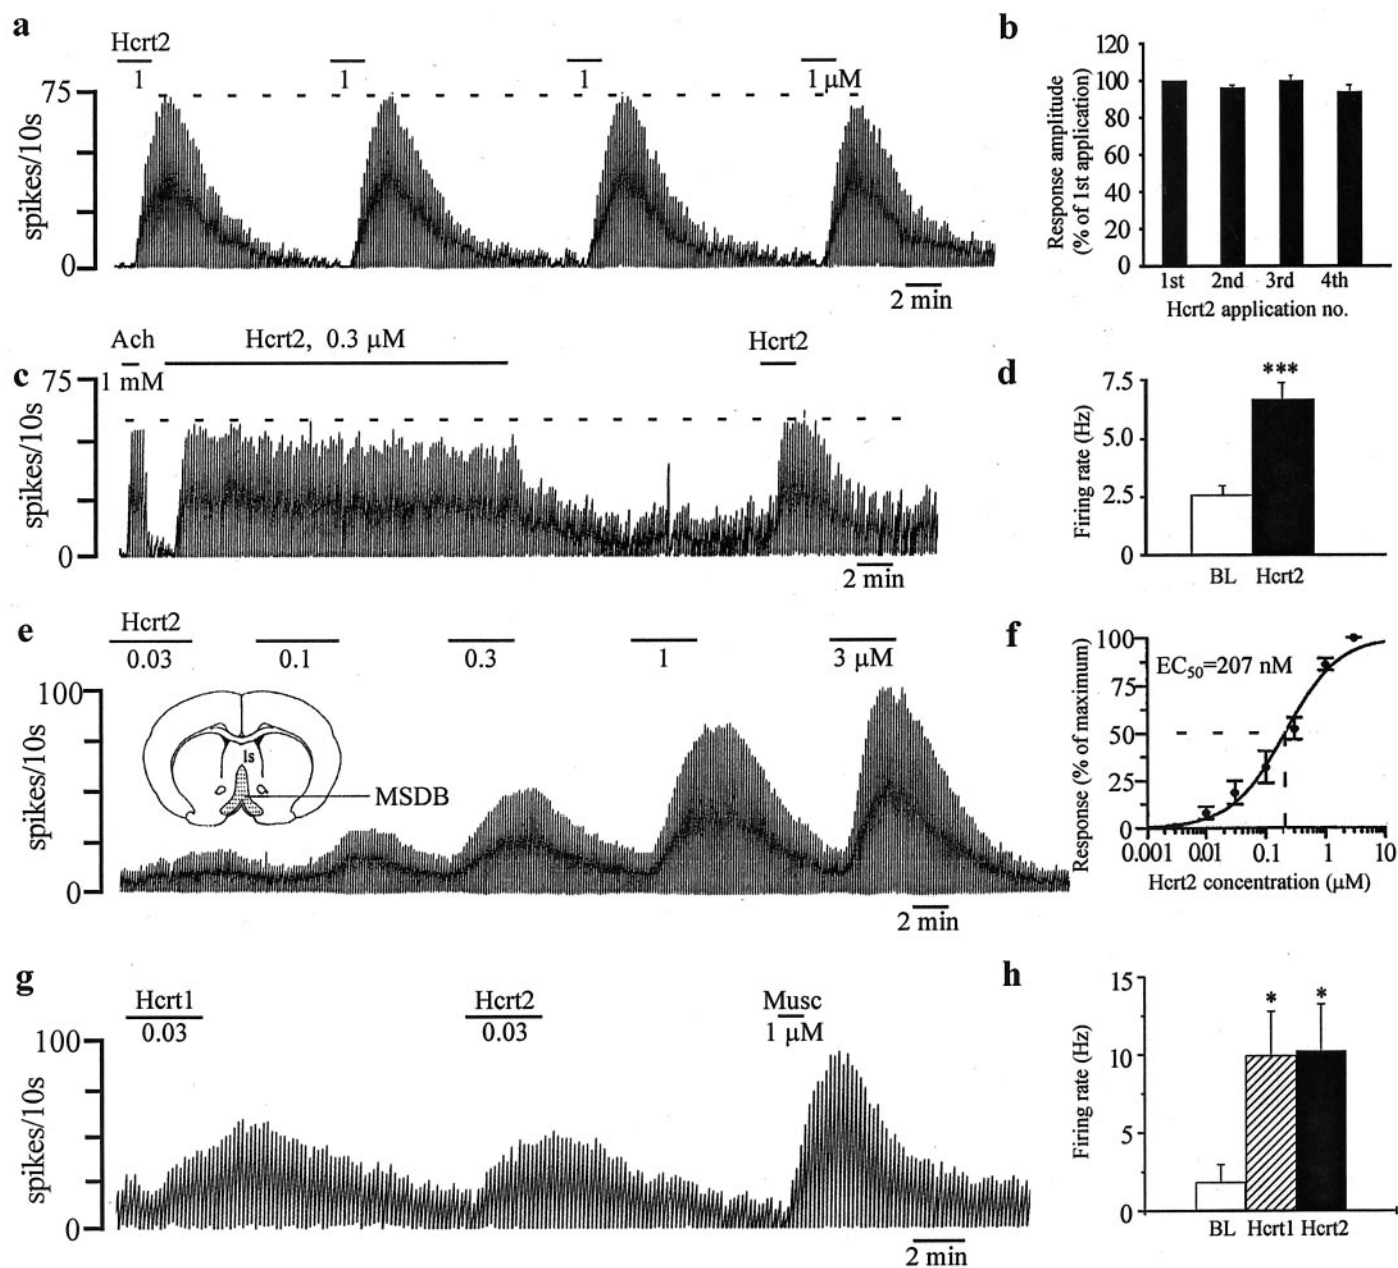 a
Hcrt2
1
1
1
1 μM
75
0
spikes/10s
2 min
b
120
100
80
60
40
20
0
Response amplitude
(% of 1st application)
1st 2nd 3rd 4th
Hcrt2 application no.
c
Ach
1 mM
Hcrt2, 0.3 μM
Hcrt2
75
0
spikes/10s
2 min
d
7.5
5.0
2.5
0
Firing rate (Hz)
***
BL Hcrt2
e
Hcrt2
0.03
0.1
0.3
1
3 μM
100
0
spikes/10s
ls
MSDB
2 min
f
100
75
50
25
0
Response (% of maximum)
EC50=207 nM
0.001 0.01 0.1 1 10
Hcrt2 concentration (μM)
g
Hcrt1
0.03
Hcrt2
0.03
Musc
1 μM
100
0
spikes/10s
2 min
h
15
10
5
0
Firing rate (Hz)
*
*
BL Hcrt1 Hcrt2